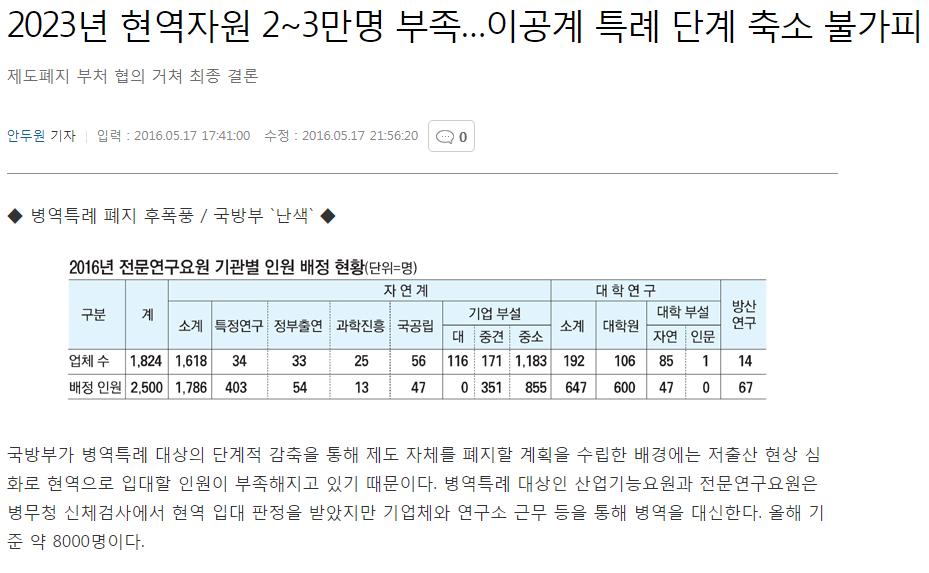 2023년 현역자원 2~3만명 부족...이공계 특례 단계 축소 불가피
제도폐지 부처 협의 거쳐 최종 결론
안두원 기자 입력 : 2016.05.17 17:41:00 수정 : 2016.05.17 21:56:20 0
◆ 병역특례 폐지 후폭풍 / 국방부 `난색` ◆
2016년 전문연구요원 기관별 인원 배정 현황(단위=명)
구분 계 자연계 대학연구 방산 연구
소계 특정연구 정부출연 과학진흥 국공립 기업 부설 소계 대학원 대학 부설
대 중견 중소 자연 인문
업체 수 1,824 1,618 34 33 25 56 116 171 1,183 192 106 85 1 14
배정 인원 2,500 1,786 403 54 13 47 0 351 855 647 600 47 0 67
국방부가 병역특례 대상의 단계적 감축을 통해 제도 자체를 폐지할 계획을 수립한 배경에는 저출산 현상 심
화로 현역으로 입대할 인원이 부족해지고 있기 때문이다. 병역특례 대상인 산업기능요원과 전문연구요원은
병무청 신체검사에서 현역 입대 판정을 받았지만 기업체와 연구소 근무 등을 통해 병역을 대신한다. 올해 기
준 약 8000명이다.